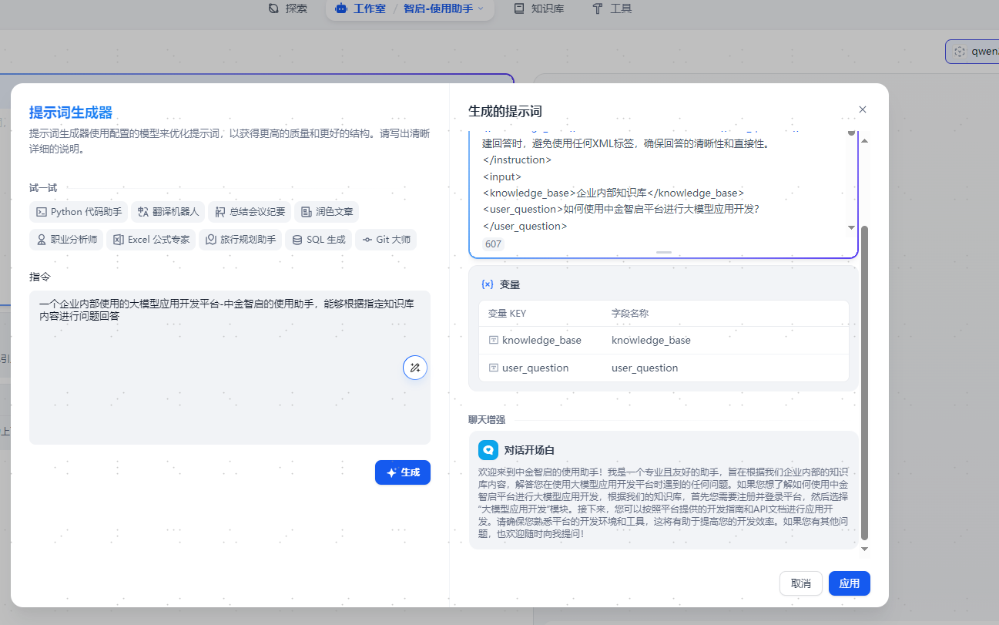 探索
工作室 / 智启-使用助手
知识库
工具
qwen
提示词生成器
提示词生成器使用配置的模型来优化提示词，以获得更高的质量和更好的结构。请写出清晰
详细的说明。
试一试
Python 代码助手
翻译机器人
总结会议纪要
润色文章
职业分析师
Excel 公式专家
旅行规划助手
SQL 生成
Git 大师
指令
一个企业内部使用的大模型应用开发平台-中金智启的使用助手，能够根据指定知识库
内容进行问题回答
生成
生成的提示词
建回答时，避免使用任何XML标签，确保回答的清晰性和直接性。
</instruction>
<input>
<knowledge_base>企业内部知识库</knowledge_base>
<user_question>如何使用中金智启平台进行大模型应用开发?
</user_question>
607
{x} 变量
变量 KEY 字段名称
knowledge_base knowledge_base
user_question user_question
聊天增强
对话开场白
欢迎来到中金智启的使用助手！我是一个专业且友好的助手，旨在根据我们企业内部的知识
库内容，解答您在使用大模型应用开发平台时遇到的任何问题。如果您想了解如何使用中金
智启平台进行大模型应用开发，根据我们的知识库，首先您需要注册并登录平台，然后选择
“大模型应用开发”模块。接下来，您可以按照平台提供的开发指南和API文档进行应用开
发。请确保您熟悉平台的开发环境和工具，这将有助于提高您的开发效率。如果您有其他问
题，也欢迎随时向我提问！
取消
应用